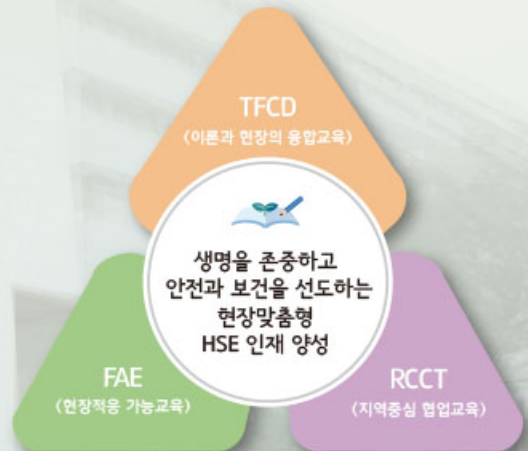 TFCD
(이론과 현장의 융합교육)
생명을 존중하고
안전과 보건을 선도하는
현장맞춤형
HSE 인재 양성
FAE
(현장적응 가능교육)
RCCT
(지역중심 협업교육)